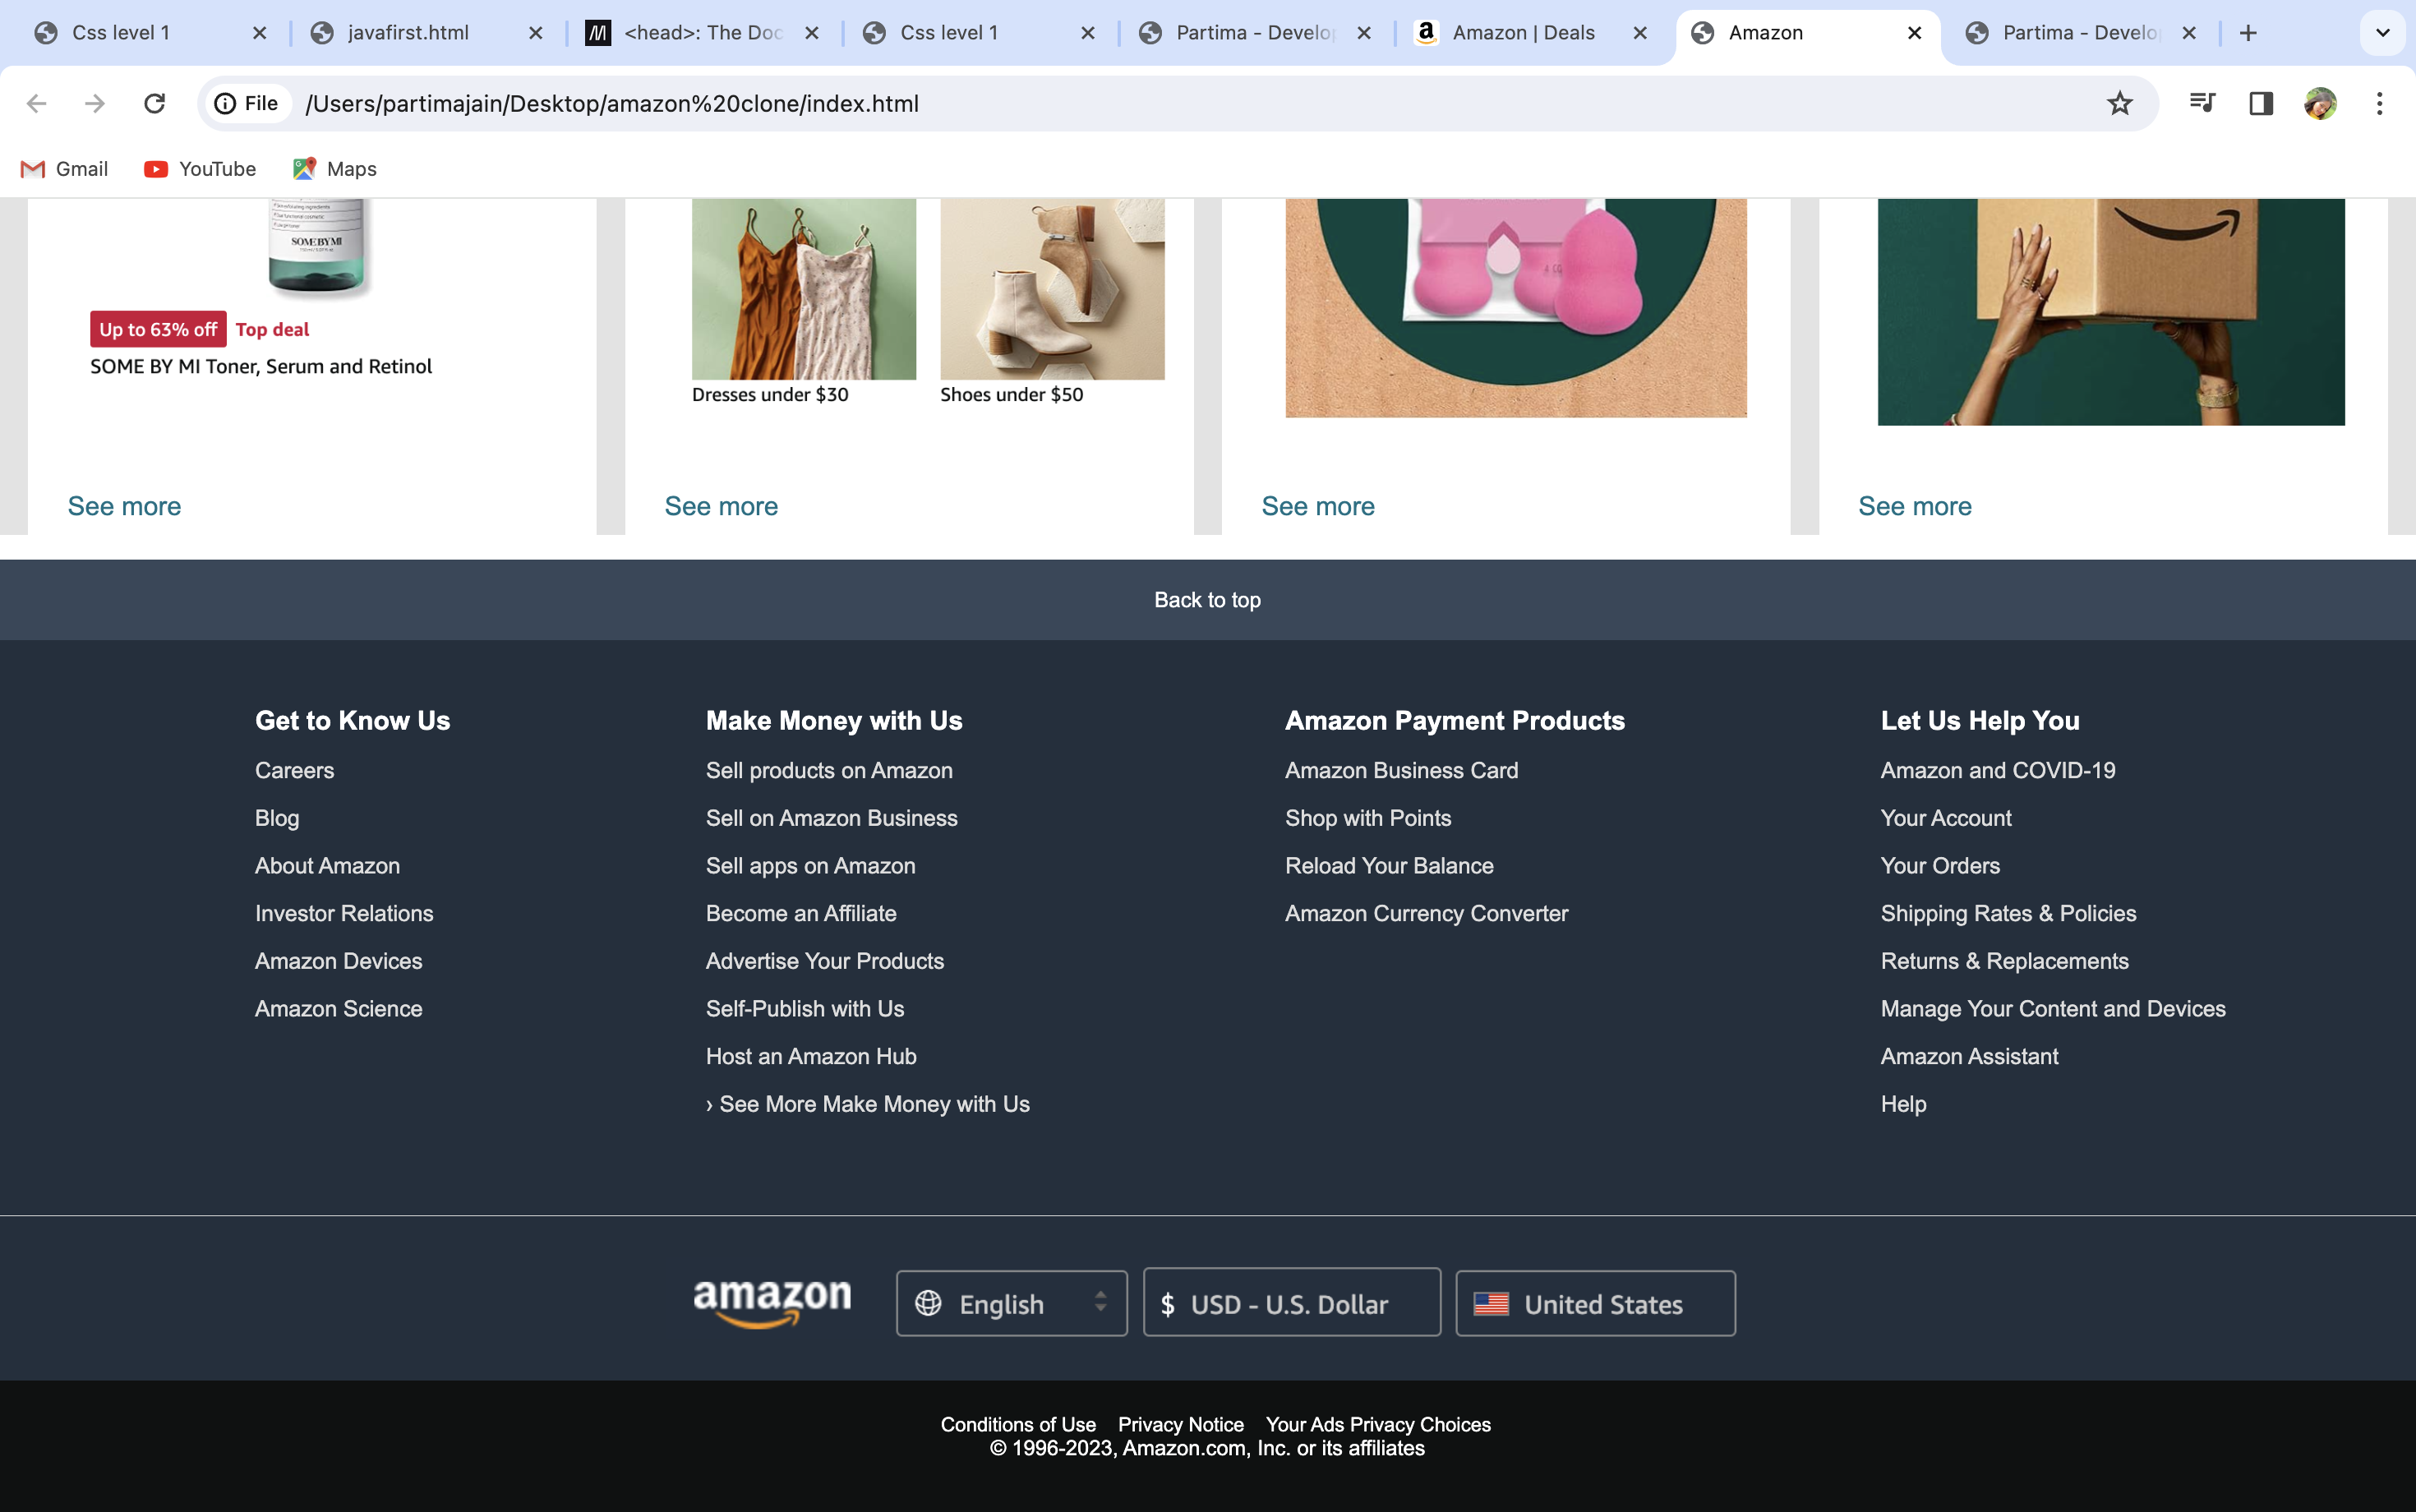 Css level 1
javafirst.html
<head>: The Doc
Css level 1
Partima - Develop
Amazon | Deals
Amazon
Partima - Develop
File
/Users/partimajain/Desktop/amazon%20clone/index.html
Gmail
YouTube
Maps
SOMEBYMI
Up to 63% off Top deal
SOME BY MI Toner, Serum and Retinol
Dresses under $30
Shoes under $50
See more
See more
See more
See more
Back to top
Get to Know Us
Careers
Blog
About Amazon
Investor Relations
Amazon Devices
Amazon Science
Make Money with Us
Sell products on Amazon
Sell on Amazon Business
Sell apps on Amazon
Become an Affiliate
Advertise Your Products
Self-Publish with Us
Host an Amazon Hub
› See More Make Money with Us
Amazon Payment Products
Amazon Business Card
Shop with Points
Reload Your Balance
Amazon Currency Converter
Let Us Help You
Amazon and COVID-19
Your Account
Your Orders
Shipping Rates & Policies
Returns & Replacements
Manage Your Content and Devices
Amazon Assistant
Help
amazon
English
$ USD - U.S. Dollar
United States
Conditions of Use Privacy Notice Your Ads Privacy Choices
© 1996-2023, Amazon.com, Inc. or its affiliates